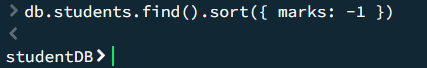 > db.students.find().sort({ marks: -1 })
<
studentDB>